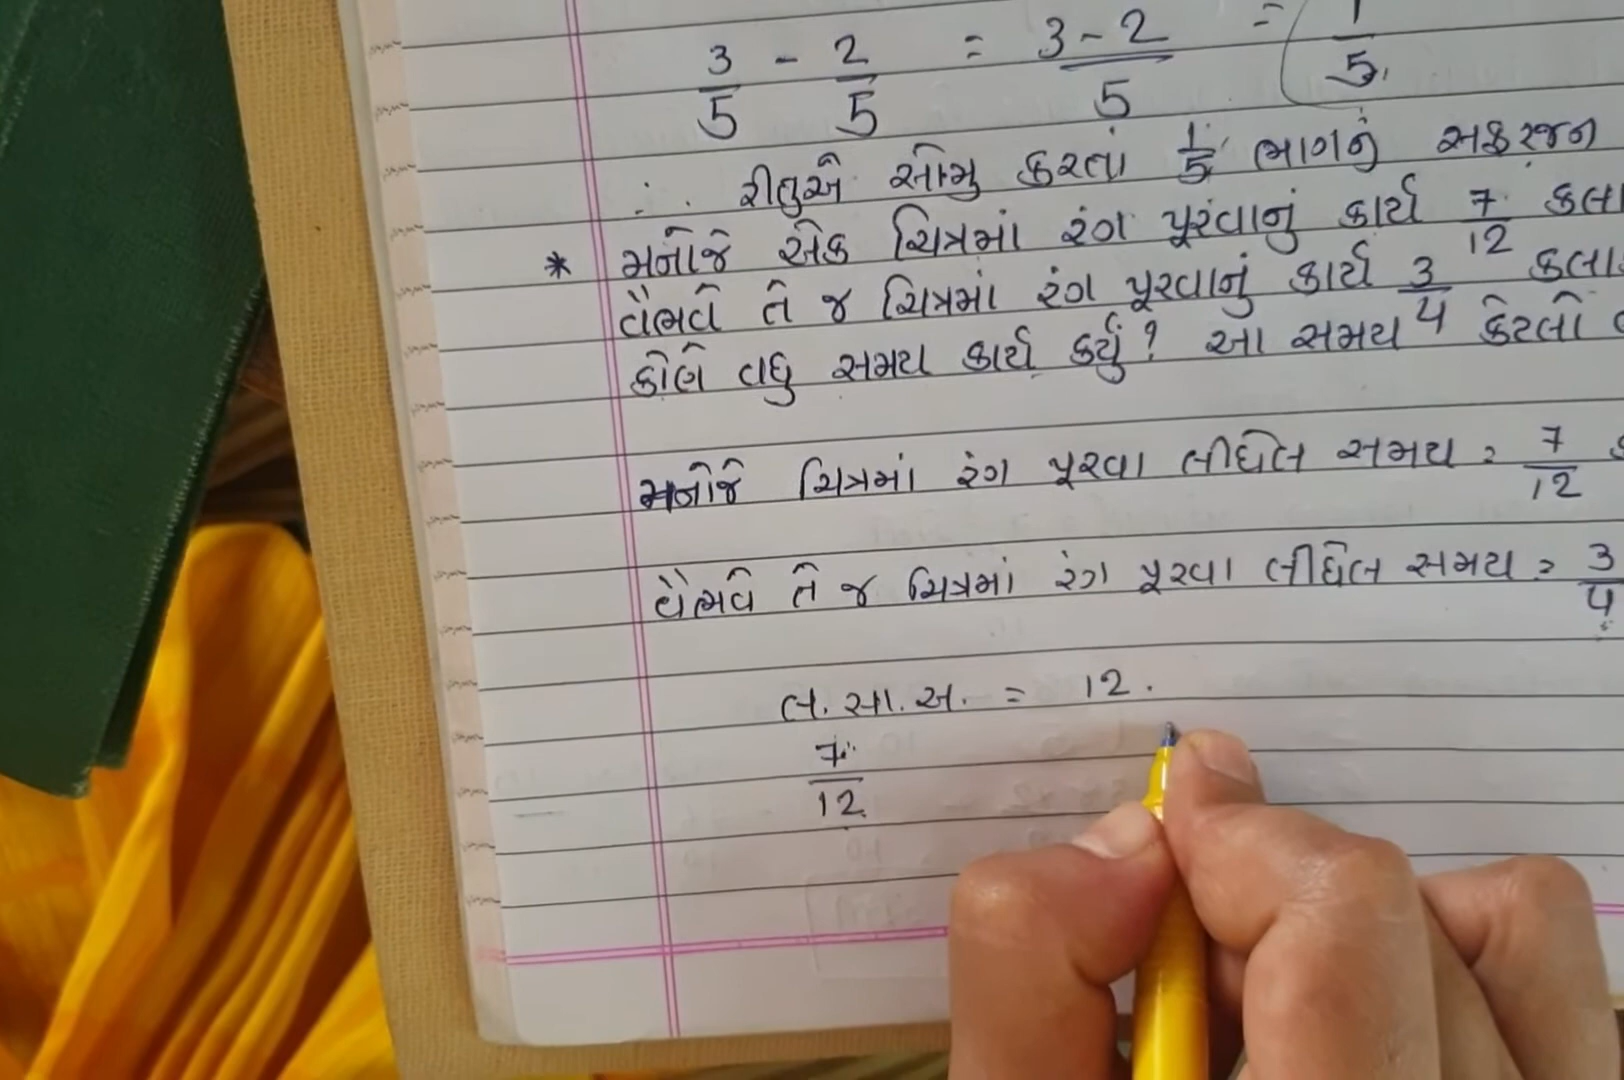 3/5 - 2/5 = 3-2/5 = 1/5
∴ રીતુએ સોમુ કરતાં 1/5 ભાગનું સફરજન
* મનોજે એક ચિત્રમાં રંગ પૂરવાનું કાર્ય 7/12 કલા
વૈભવે તે જ ચિત્રમાં રંગ પૂરવાનું કાર્ય 3/4 કલા
કોણે વધુ સમય કાર્ય કર્યું? આ સમય કેટલો
મનોજે ચિત્રમાં રંગ પૂરવા લીધેલ સમય = 7/12
વૈભવે તે જ ચિત્રમાં રંગ પૂરવા લીધેલ સમય = 3/4
લ.સા.અ. = 12.
7/12